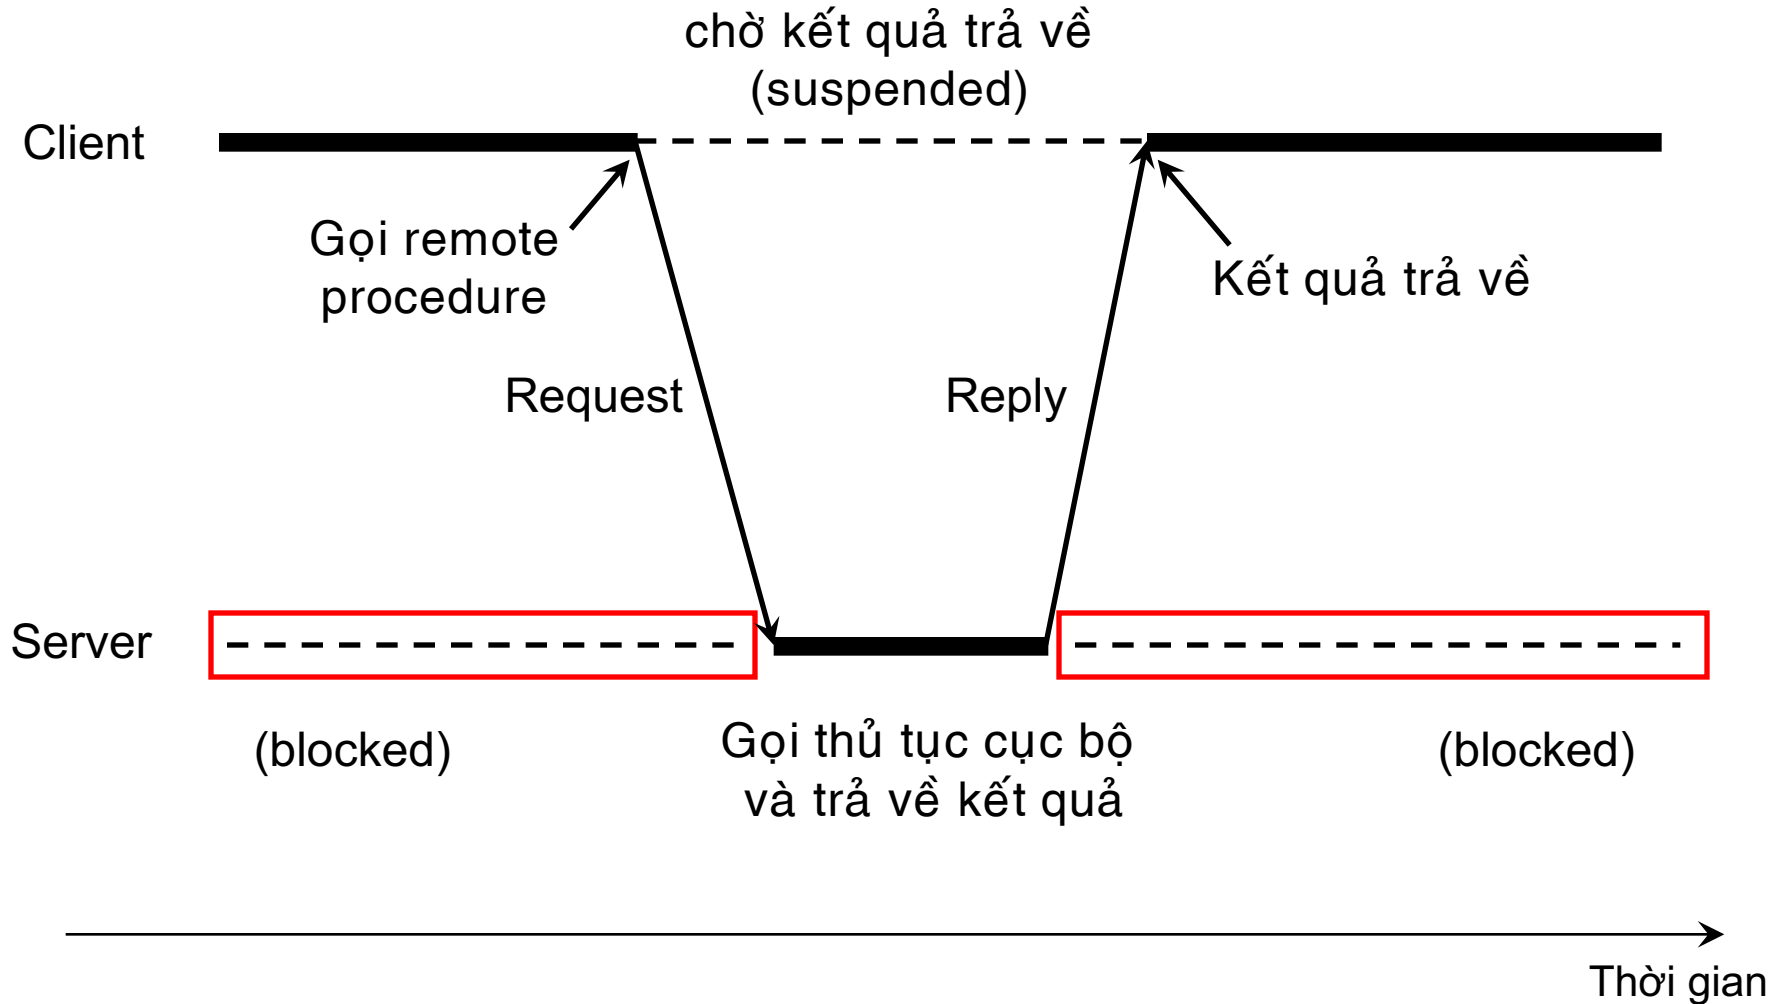 chờ kết quả trả về
(suspended)
Client
Gọi remote
procedure
Kết quả trả về
Request
Reply
Server
(blocked)
Gọi thủ tục cục bộ
và trả về kết quả
(blocked)
Thời gian